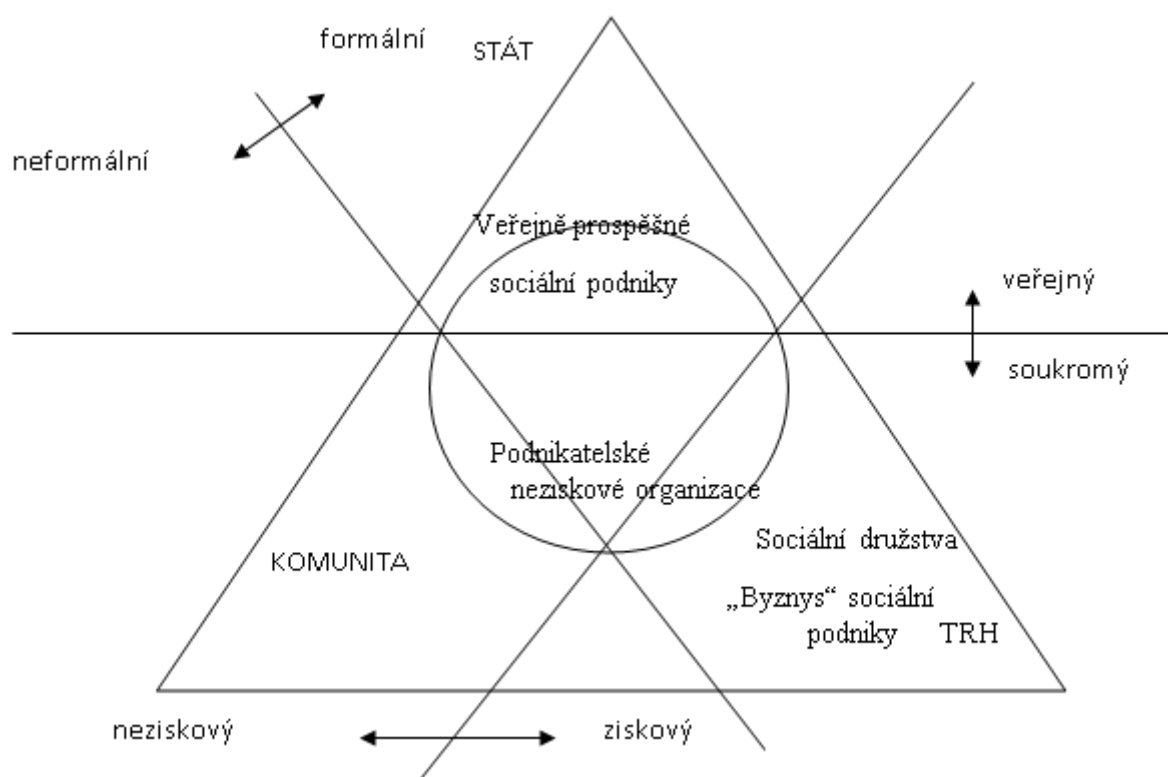 formální
STÁT
neformální
Veřejně prospěšné
sociální podniky
veřejný
soukromý
Podnikatelské
neziskové organizace
Sociální družstva
KOMUNITA
„Byznys“ sociální
podniky TRH
neziskový
ziskový